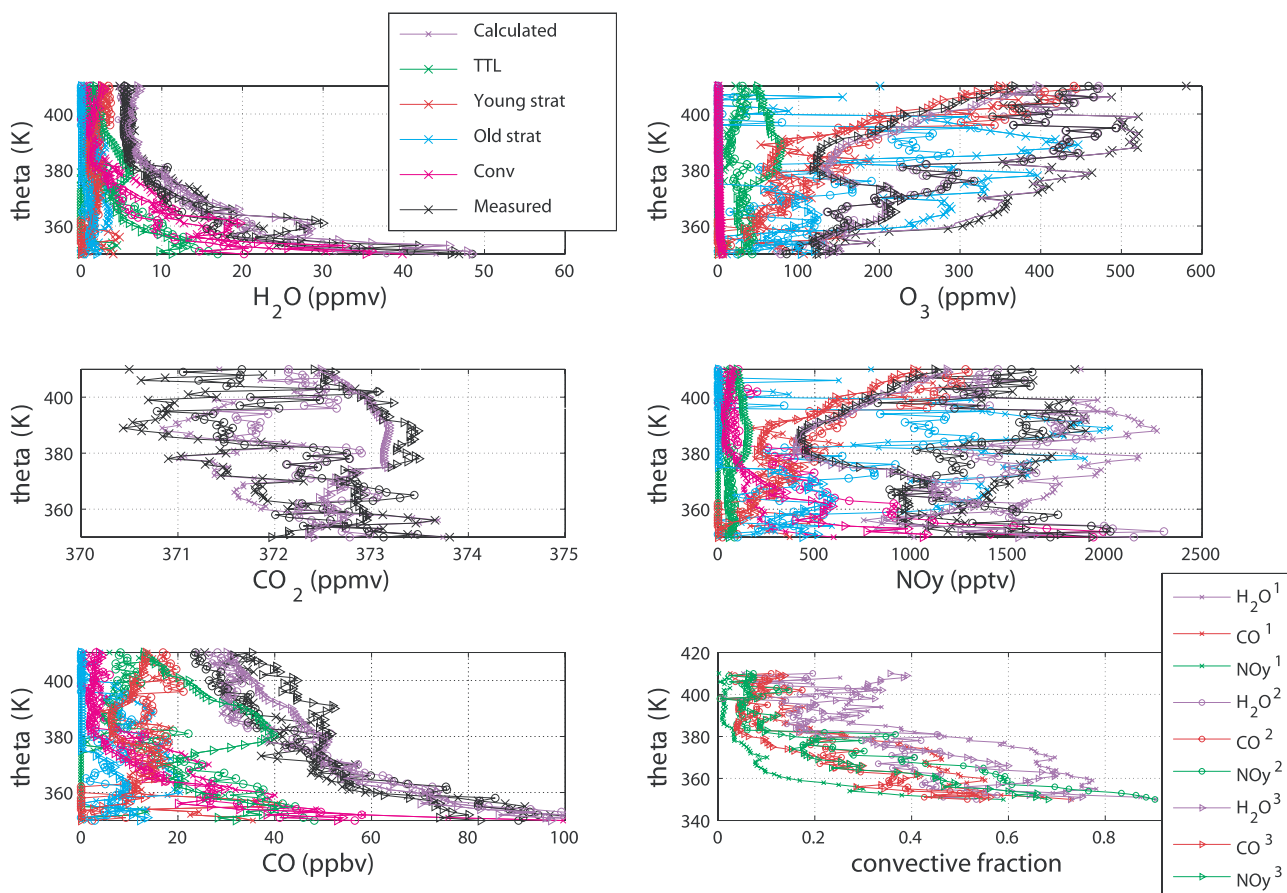 Calculated
TTL
Young strat
Old strat
Conv
Measured
theta (K)
400
380
360
0
10
20
30
40
50
60
H2O (ppmv)
theta (K)
400
380
360
0
100
200
300
400
500
600
O3 (ppmv)
theta (K)
400
380
360
370
371
372
373
374
375
CO2 (ppmv)
theta (K)
400
380
360
0
500
1000
1500
2000
2500
NOy (pptv)
theta (K)
400
380
360
0
20
40
60
80
100
CO (ppbv)
theta (K)
420
400
380
360
340
0
0.2
0.4
0.6
0.8
convective fraction
H2O1
CO1
NOy1
H2O2
CO2
NOy2
H2O3
CO3
NOy3